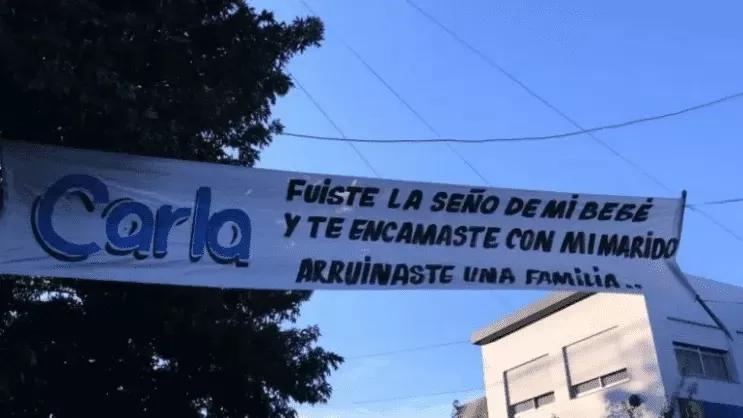 Carla
FUISTE LA SEÑO DE MI BEBÉ
Y TE ENCAMASTE CON MI MARIDO
ARRUINASTE UNA FAMILIA..